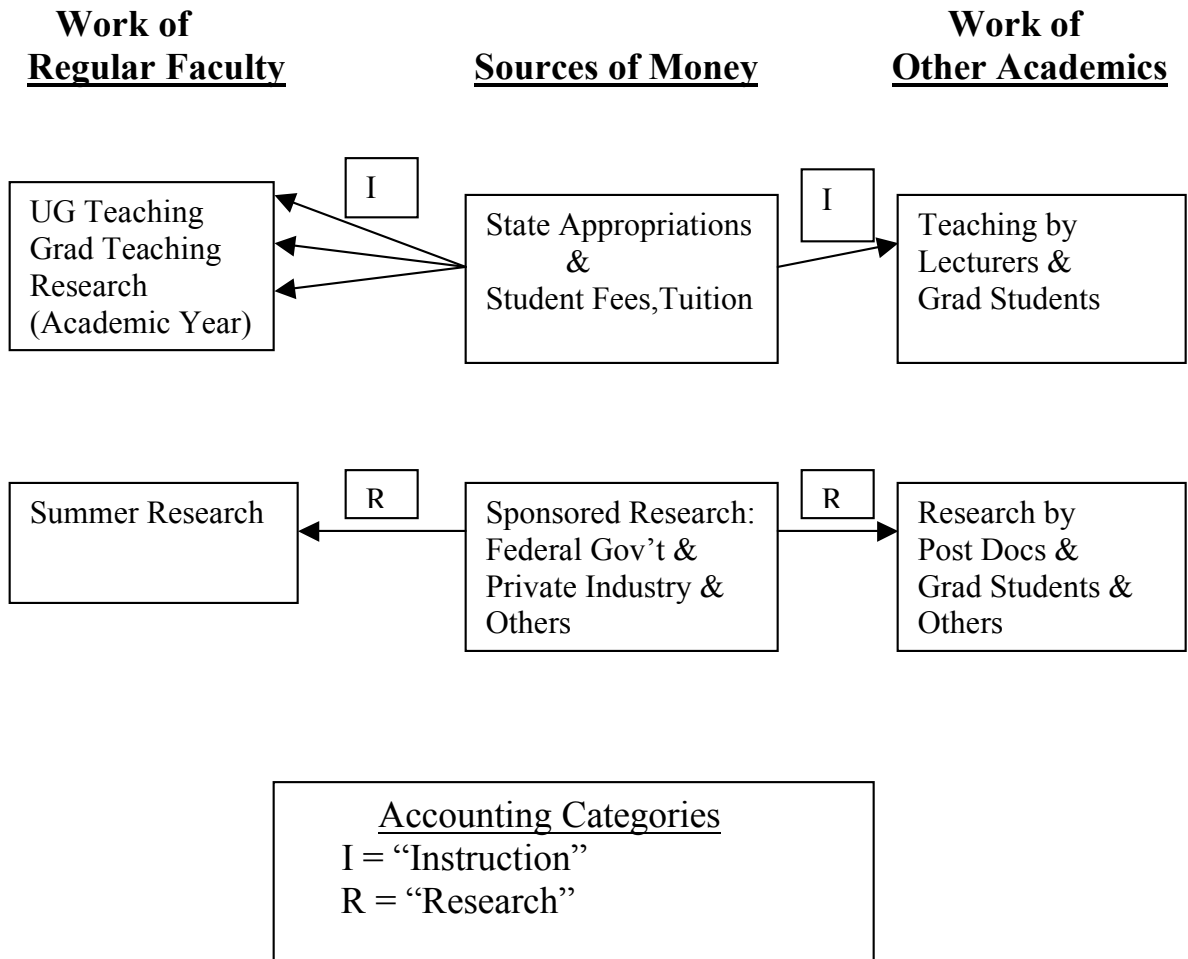 Work of
Regular Faculty
Sources of Money
Work of
Other Academics
I
I
UG Teaching
Grad Teaching
Research
(Academic Year)
State Appropriations
&
Student Fees,Tuition
Teaching by
Lecturers &
Grad Students
R
R
Summer Research
Sponsored Research:
Federal Gov’t &
Private Industry &
Others
Research by
Post Docs &
Grad Students &
Others
Accounting Categories
I = “Instruction”
R = “Research”